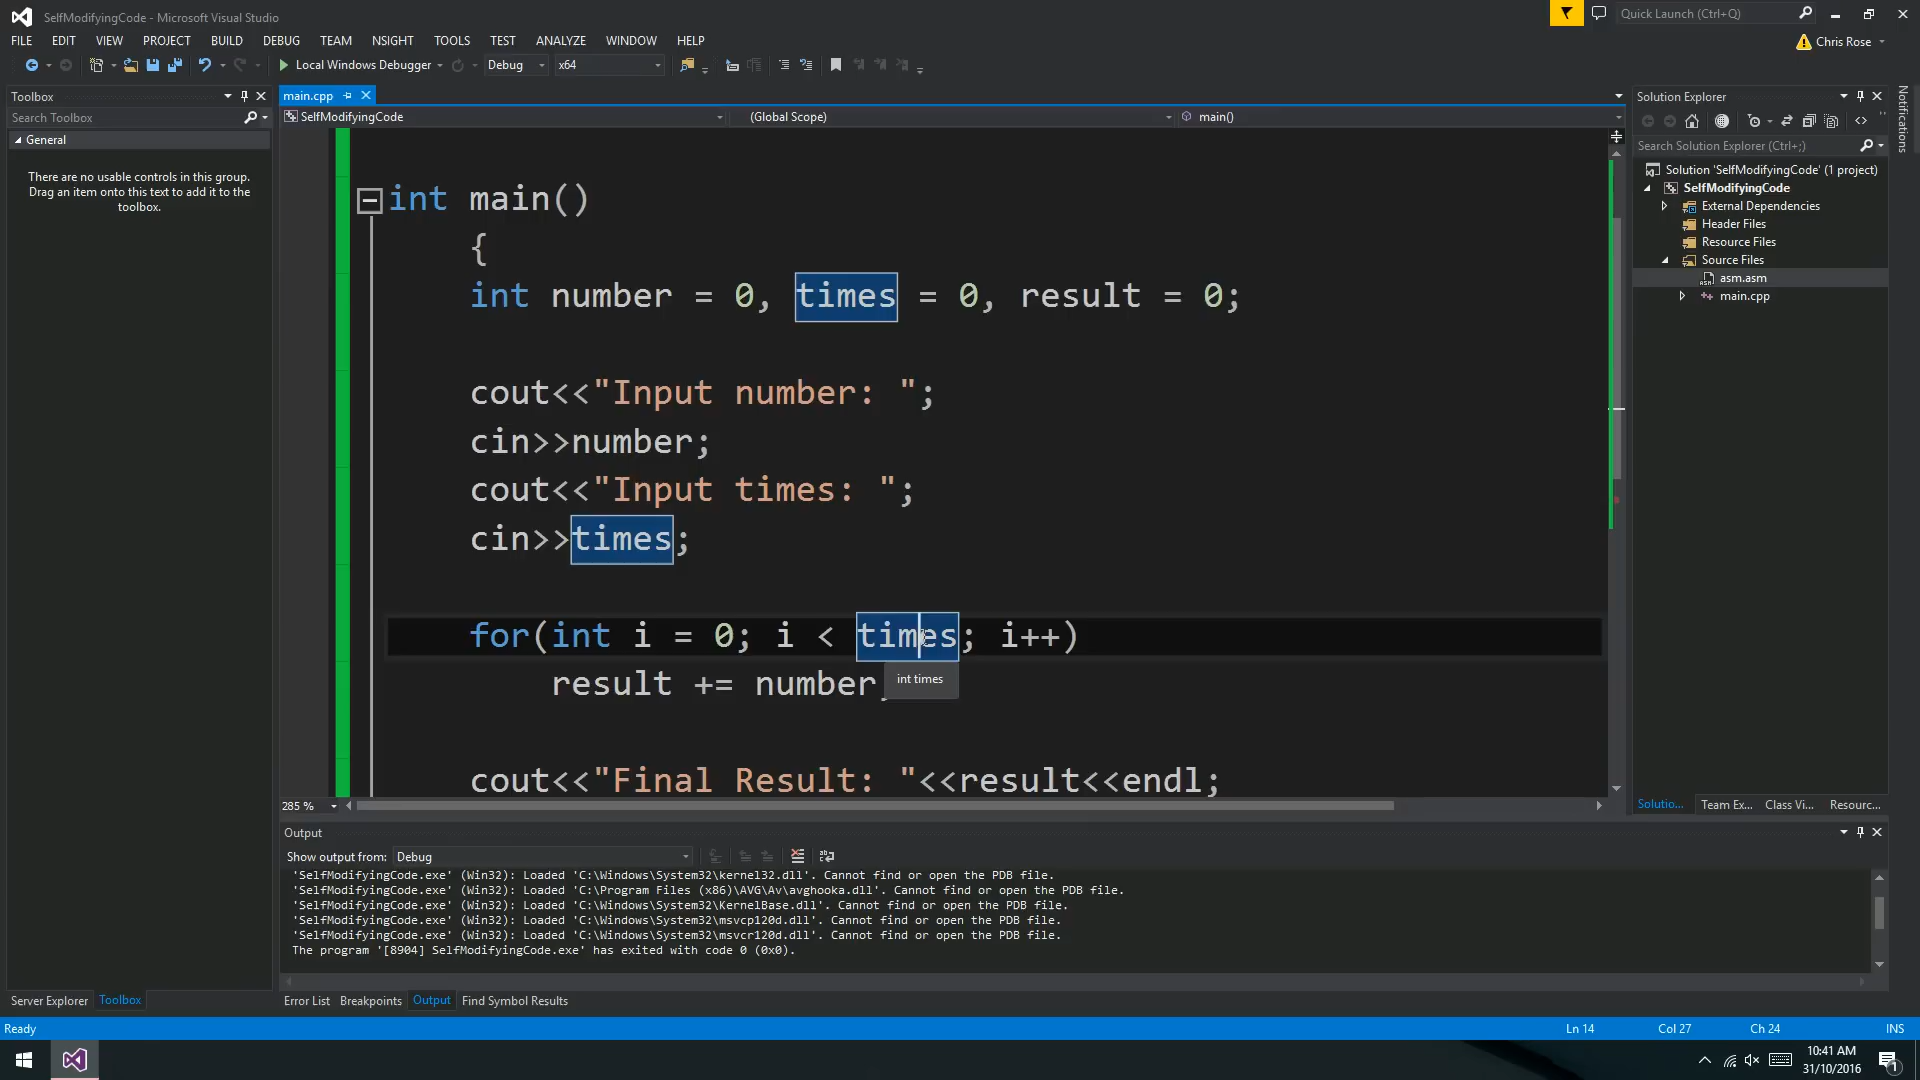 SelfModifyingCode - Microsoft Visual Studio
Quick Launch (Ctrl+Q)
FILE EDIT VIEW PROJECT BUILD DEBUG TEAM NSIGHT TOOLS TEST ANALYZE WINDOW HELP
Chris Rose
Local Windows Debugger Debug x64
Toolbox
Search Toolbox
General
There are no usable controls in this group.
Drag an item onto this text to add it to the
toolbox.
main.cpp
SelfModifyingCode (Global Scope) main()
int main()
{
int number = 0, times = 0, result = 0;
cout<<"Input number: ";
cin>>number;
cout<<"Input times: ";
cin>>times;
for(int i = 0; i < times; i++)
result += number;
int times
cout<<"Final Result: "<<result<<endl;
285 %
Solution Explorer
Search Solution Explorer (Ctrl+;)
Solution 'SelfModifyingCode' (1 project)
SelfModifyingCode
External Dependencies
Header Files
Resource Files
Source Files
asm.asm
main.cpp
Solutio... Team Ex... Class Vi... Resourc...
Notifications
Output
Show output from: Debug
'SelfModifyingCode.exe' (Win32): Loaded 'C:\Windows\System32\kernel32.dll'. Cannot find or open the PDB file.
'SelfModifyingCode.exe' (Win32): Loaded 'C:\Program Files (x86)\AVG\Av\avghooka.dll'. Cannot find or open the PDB file.
'SelfModifyingCode.exe' (Win32): Loaded 'C:\Windows\System32\KernelBase.dll'. Cannot find or open the PDB file.
'SelfModifyingCode.exe' (Win32): Loaded 'C:\Windows\System32\msvcp120d.dll'. Cannot find or open the PDB file.
'SelfModifyingCode.exe' (Win32): Loaded 'C:\Windows\System32\msvcr120d.dll'. Cannot find or open the PDB file.
The program '[8904] SelfModifyingCode.exe' has exited with code 0 (0x0).
Server Explorer Toolbox
Error List Breakpoints Output Find Symbol Results
Ready Ln 14 Col 27 Ch 24 INS
10:41 AM
31/10/2016
1